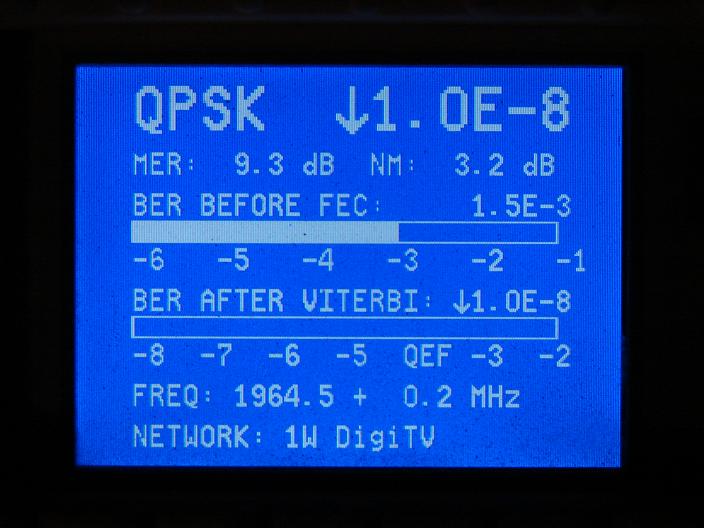 QPSK ↓1.0E-8
MER: 9.3 dB NM: 3.2 dB
BER BEFORE FEC: 1.5E-3
-6 -5 -4 -3 -2 -1
BER AFTER VITERBI: ↓1.0E-8
-8 -7 -6 -5 QEF -3 -2
FREQ: 1964.5 + 0.2 MHz
NETWORK: 1W DigiTV